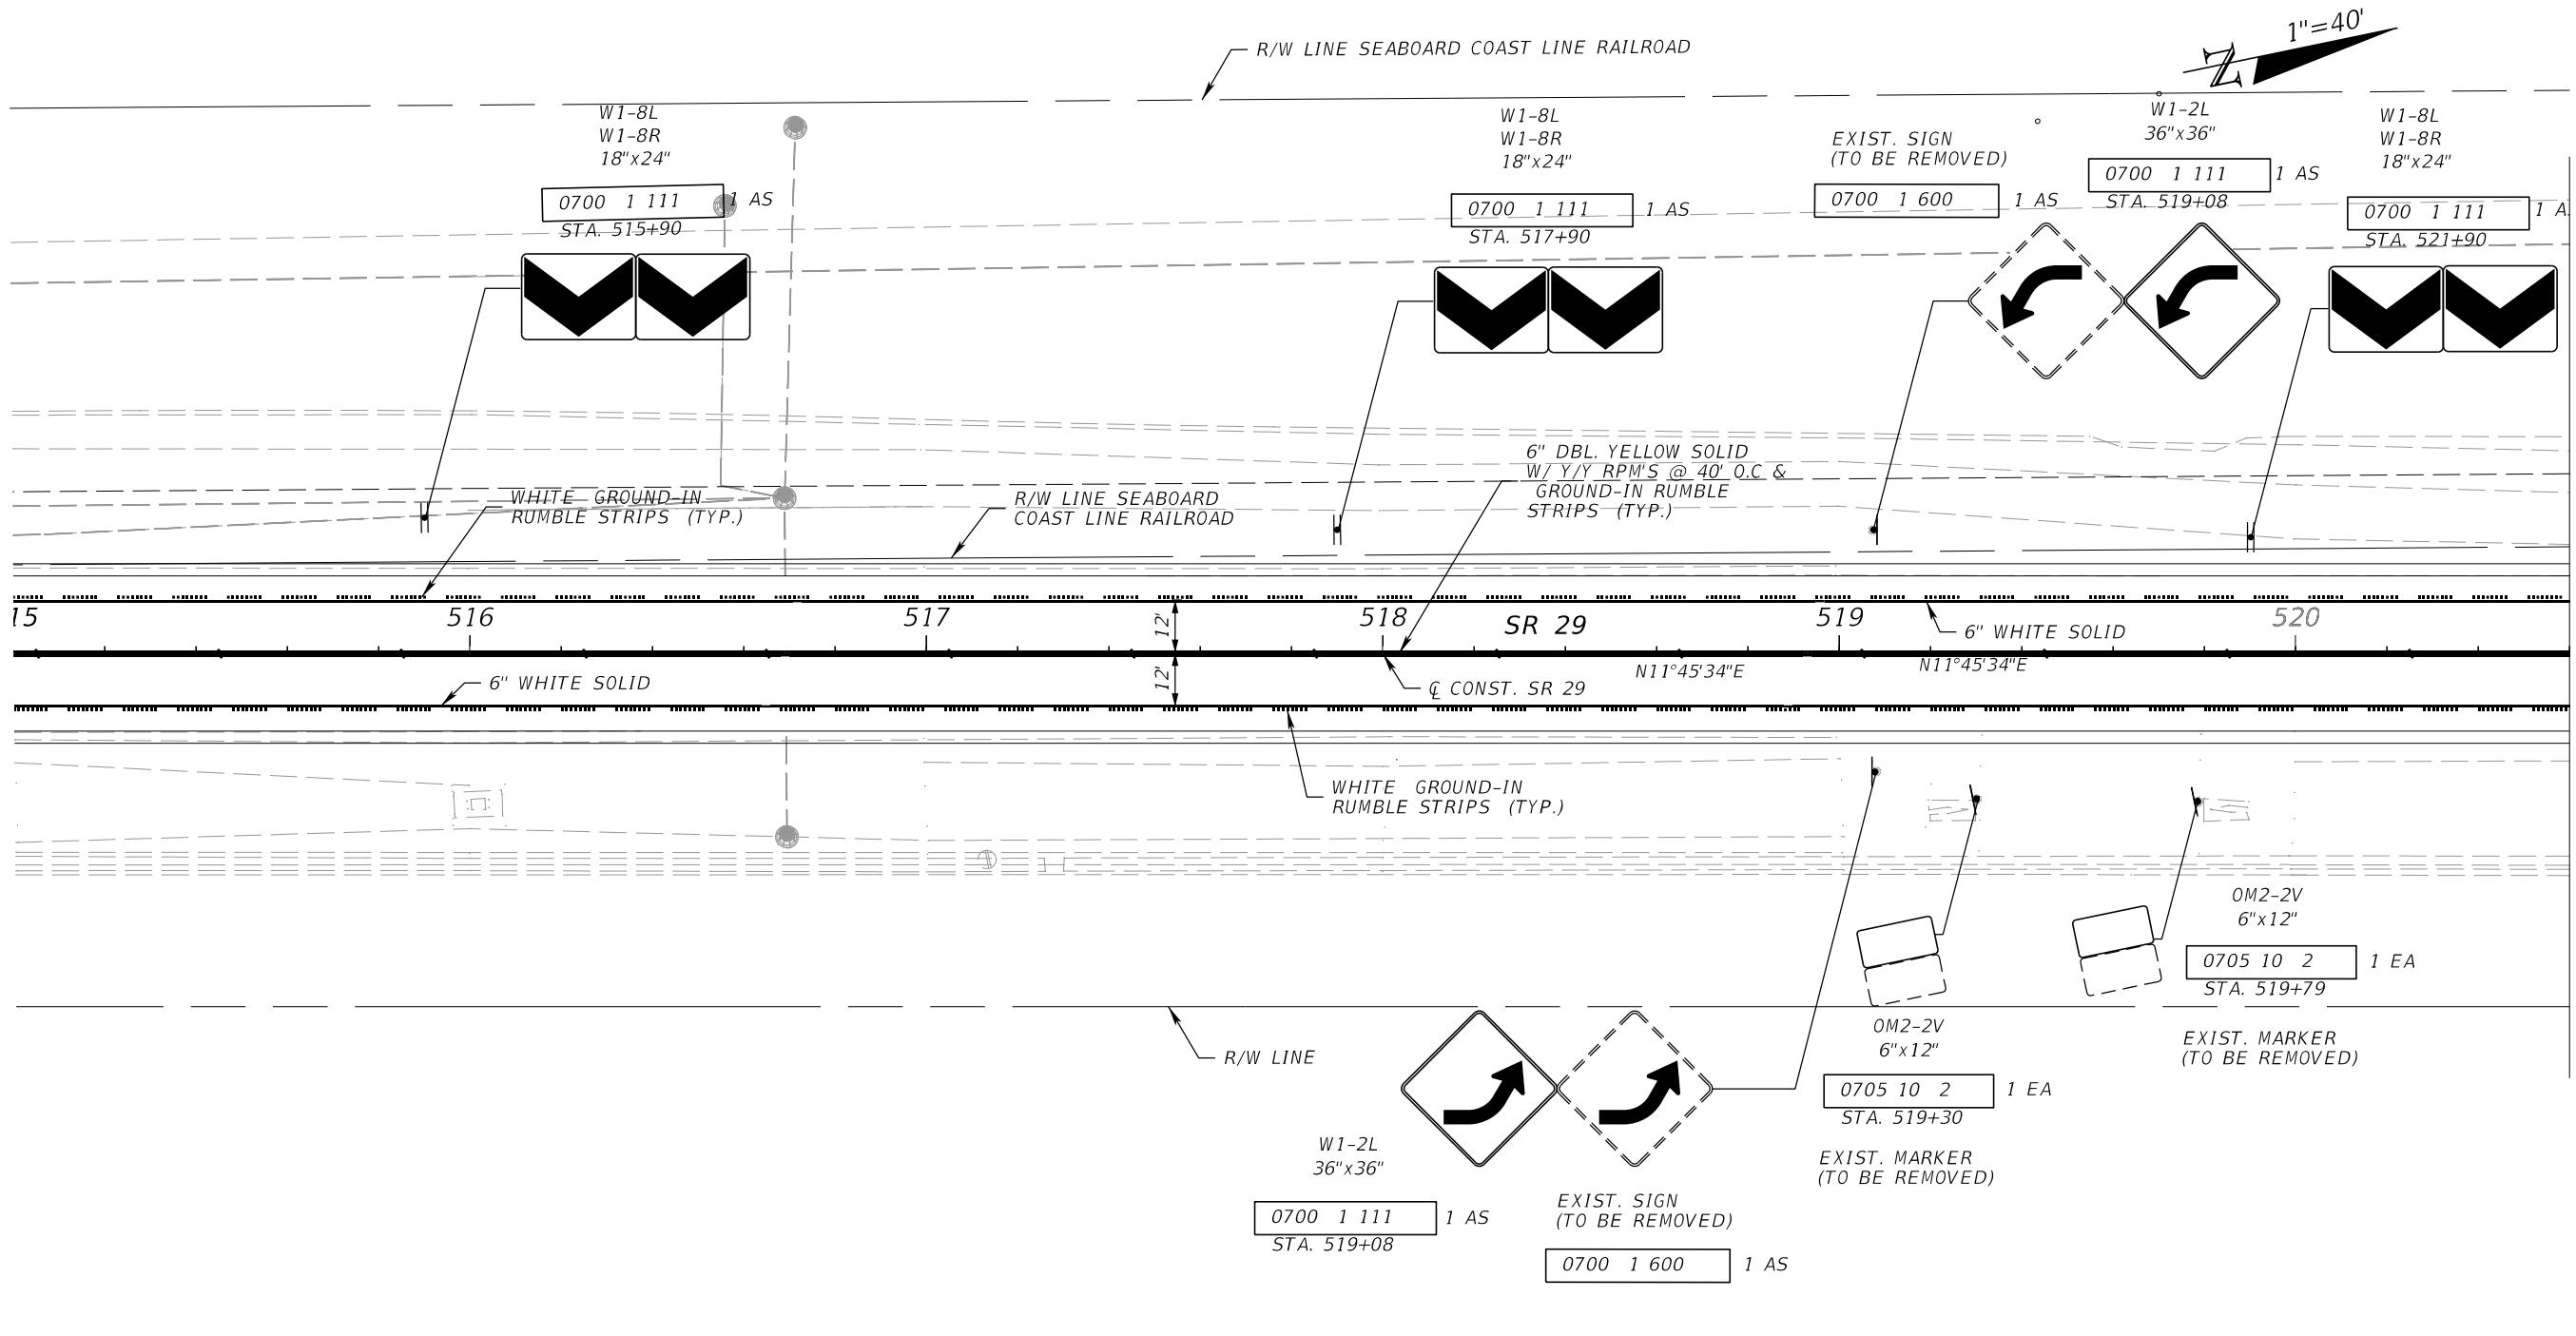 1"=40'
N
R/W LINE SEABOARD COAST LINE RAILROAD
W1-8L
W1-8R
18"x24"
0700 1 111 1 AS
STA. 515+90
W1-8L
W1-8R
18"x24"
0700 1 111 1 AS
STA. 517+90
EXIST. SIGN
(TO BE REMOVED)
0700 1 600 1 AS
W1-2L
36"x36"
0700 1 111 1 AS
STA. 519+08
W1-8L
W1-8R
18"x24"
0700 1 111 1 A
STA. 521+90
WHITE GROUND-IN
RUMBLE STRIPS (TYP.)
R/W LINE SEABOARD
COAST LINE RAILROAD
6" DBL. YELLOW SOLID
W/ Y/Y RPM'S @ 40' O.C &
GROUND-IN RUMBLE
STRIPS (TYP.)
15 516 517 518 519 520
12'
SR 29
6" WHITE SOLID
12'
N11°45'34"E
N11°45'34"E
6" WHITE SOLID
℄ CONST. SR 29
WHITE GROUND-IN
RUMBLE STRIPS (TYP.)
R/W LINE
OM2-2V
6"x12"
0705 10 2 1 EA
STA. 519+79
EXIST. MARKER
(TO BE REMOVED)
OM2-2V
6"x12"
0705 10 2 1 EA
STA. 519+30
EXIST. MARKER
(TO BE REMOVED)
W1-2L
36"x36"
0700 1 111 1 AS
STA. 519+08
EXIST. SIGN
(TO BE REMOVED)
0700 1 600 1 AS